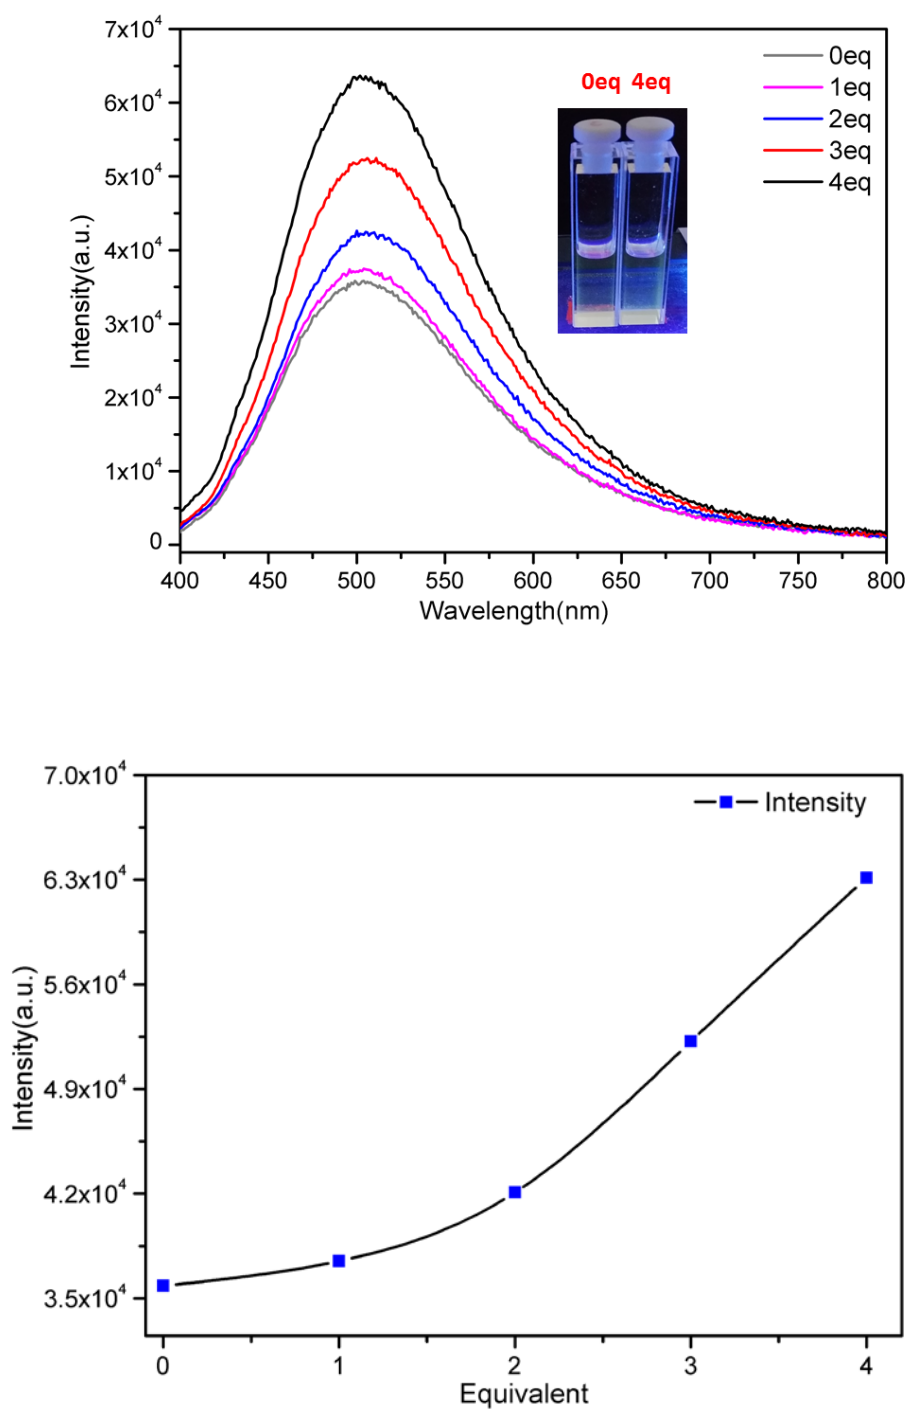 7x10⁴
6x10⁴
5x10⁴
4x10⁴
3x10⁴
2x10⁴
1x10⁴
0
Intensity(a.u.)
400 450 500 550 600 650 700 750 800
Wavelength(nm)
0eq 4eq
0eq
1eq
2eq
3eq
4eq
7.0x10⁴
6.3x10⁴
5.6x10⁴
4.9x10⁴
4.2x10⁴
3.5x10⁴
Intensity(a.u.)
Intensity
0 1 2 3 4
Equivalent